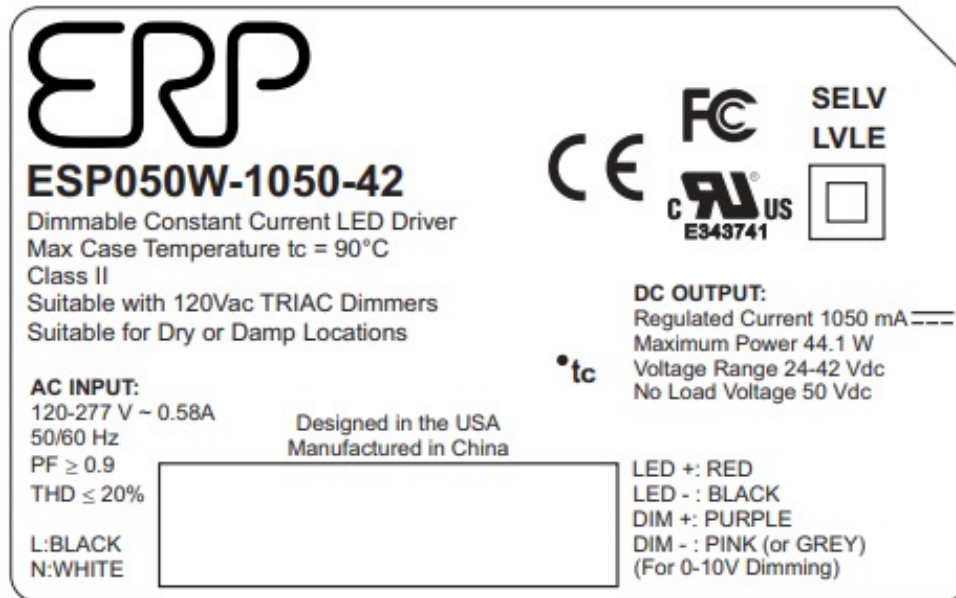 ERP
ESP050W-1050-42
Dimmable Constant Current LED Driver
Max Case Temperature tc = 90°C
Class II
Suitable with 120Vac TRIAC Dimmers
Suitable for Dry or Damp Locations
CE
FC
C RU ® US
E343741
SELV
LVLE
AC INPUT:
120-277 V ~ 0.58A
50/60 Hz
PF ≥ 0.9
THD ≤ 20%
L:BLACK
N:WHITE
Designed in the USA
Manufactured in China
•tc
DC OUTPUT:
Regulated Current 1050 mA
Maximum Power 44.1 W
Voltage Range 24-42 Vdc
No Load Voltage 50 Vdc
LED +: RED
LED - : BLACK
DIM +: PURPLE
DIM - : PINK (or GREY)
(For 0-10V Dimming)